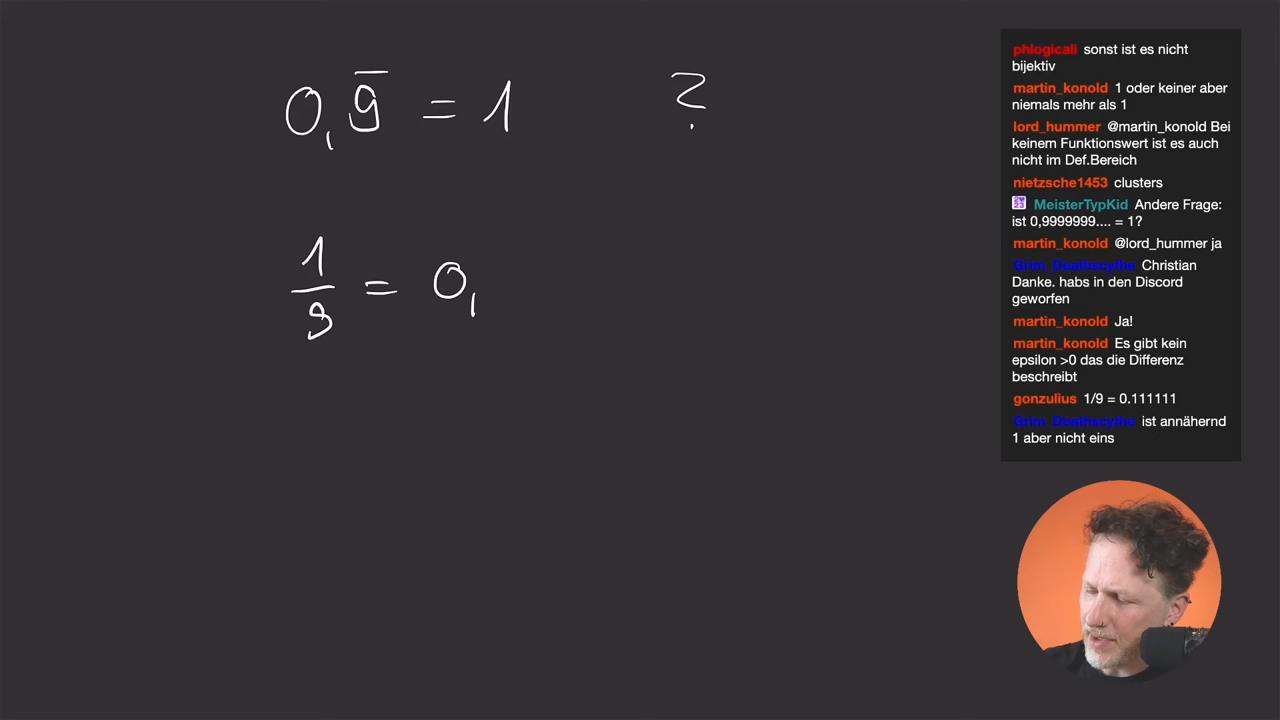 0,9̅ = 1 ?
1/9 = 0,
phlogicali sonst ist es nicht
bijektiv
martin_konold 1 oder keiner aber
niemals mehr als 1
lord_hummer @martin_konold Bei
keinem Funktionswert ist es auch
nicht im Def.Bereich
nietzsche1453 clusters
MeisterTypKid Andere Frage:
ist 0,9999999.... = 1?
martin_konold @lord_hummer ja
Grim_Deathscythe Christian
Danke. habs in den Discord
geworfen
martin_konold Ja!
martin_konold Es gibt kein
epsilon >0 das die Differenz
beschreibt
gonzulius 1/9 = 0.111111
Grim_Deathscythe ist annähernd
1 aber nicht eins